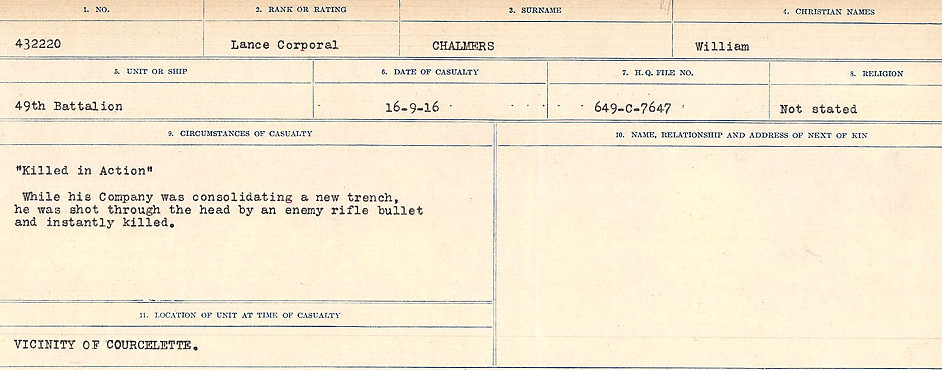 1. NO.
2. RANK OR RATING
3. SURNAME
4. CHRISTIAN NAMES
432220
Lance Corporal
CHALMERS
William
5. UNIT OR SHIP
6. DATE OF CASUALTY
7. H.Q. FILE NO.
8. RELIGION
49th Battalion
16-9-16
649-C-7647
Not stated
9. CIRCUMSTANCES OF CASUALTY
10. NAME, RELATIONSHIP AND ADDRESS OF NEXT OF KIN
"Killed in Action"
While his Company was consolidating a new trench,
he was shot through the head by an enemy rifle bullet
and instantly killed.
11. LOCATION OF UNIT AT TIME OF CASUALTY
VICINITY OF COURCELETTE.